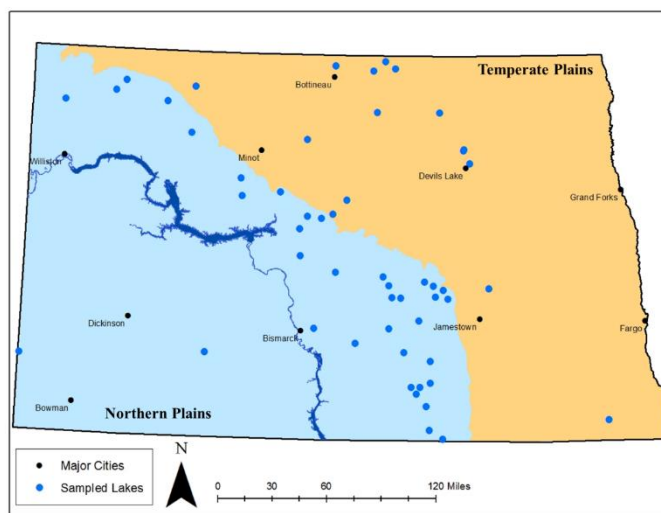 Temperate Plains
Bottineau
Williston
Minot
Devils Lake
Grand Forks
Dickinson
Bismarck
Jamestown
Fargo
Bowman
Northern Plains
N
Major Cities
Sampled Lakes
0 30 60 120 Miles